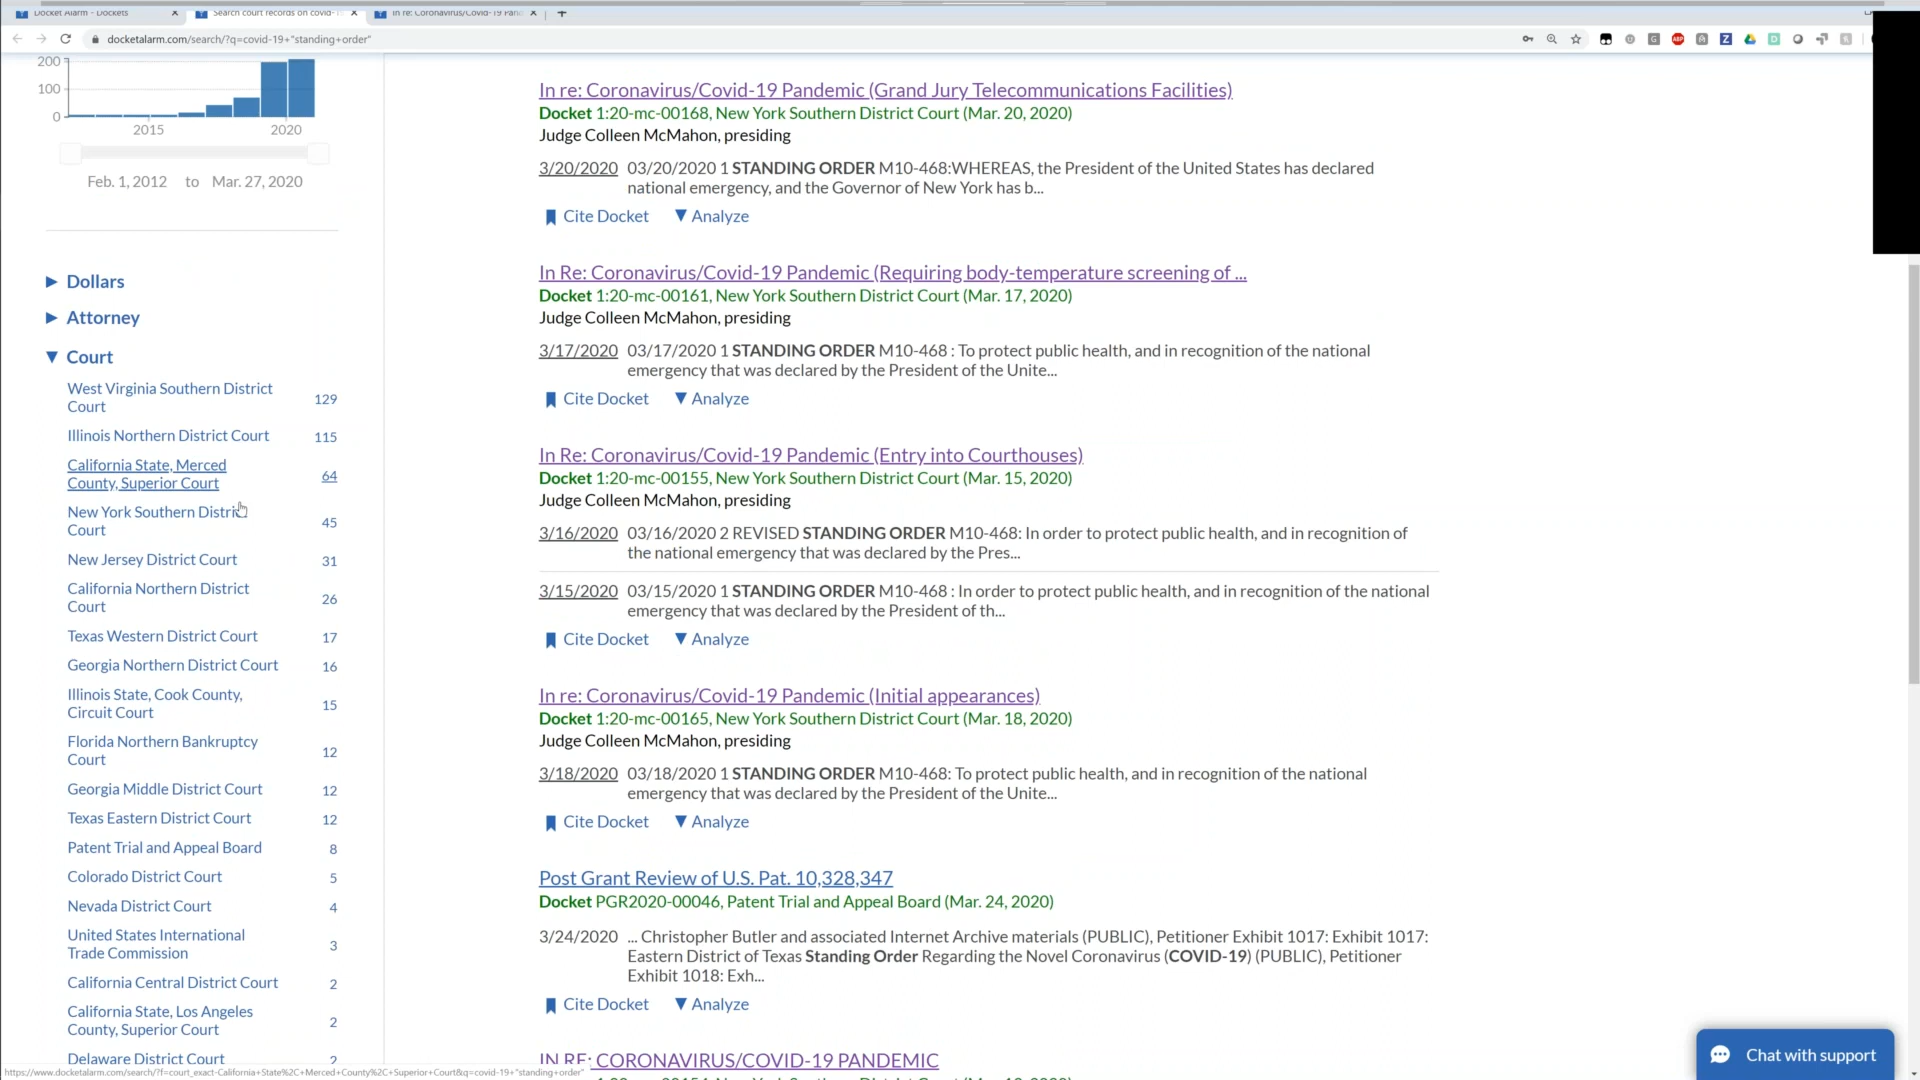 Docket Alarm - Dockets
Search court records on covid-
In re: Coronavirus/Covid-19 Pand
docketalarm.com/search/?q=covid-19+"standing+order"
200
100
0
2015 2020
Feb. 1, 2012 to Mar. 27, 2020
Dollars
Attorney
Court
West Virginia Southern District
Court 129
Illinois Northern District Court 115
California State, Merced
County, Superior Court 64
New York Southern District
Court 45
New Jersey District Court 31
California Northern District
Court 26
Texas Western District Court 17
Georgia Northern District Court 16
Illinois State, Cook County,
Circuit Court 15
Florida Northern Bankruptcy
Court 12
Georgia Middle District Court 12
Texas Eastern District Court 12
Patent Trial and Appeal Board 8
Colorado District Court 5
Nevada District Court 4
United States International
Trade Commission 3
California Central District Court 2
California State, Los Angeles
County, Superior Court 2
Delaware District Court 2
In re: Coronavirus/Covid-19 Pandemic (Grand Jury Telecommunications Facilities)
Docket 1:20-mc-00168, New York Southern District Court (Mar. 20, 2020)
Judge Colleen McMahon, presiding
3/20/2020 03/20/2020 1 STANDING ORDER M10-468:WHEREAS, the President of the United States has declared
national emergency, and the Governor of New York has b...
Cite Docket Analyze
In Re: Coronavirus/Covid-19 Pandemic (Requiring body-temperature screening of ...
Docket 1:20-mc-00161, New York Southern District Court (Mar. 17, 2020)
Judge Colleen McMahon, presiding
3/17/2020 03/17/2020 1 STANDING ORDER M10-468 : To protect public health, and in recognition of the national
emergency that was declared by the President of the Unite...
Cite Docket Analyze
In Re: Coronavirus/Covid-19 Pandemic (Entry into Courthouses)
Docket 1:20-mc-00155, New York Southern District Court (Mar. 15, 2020)
Judge Colleen McMahon, presiding
3/16/2020 03/16/2020 2 REVISED STANDING ORDER M10-468: In order to protect public health, and in recognition of
the national emergency that was declared by the Pres...
3/15/2020 03/15/2020 1 STANDING ORDER M10-468 : In order to protect public health, and in recognition of the national
emergency that was declared by the President of th...
Cite Docket Analyze
In re: Coronavirus/Covid-19 Pandemic (Initial appearances)
Docket 1:20-mc-00165, New York Southern District Court (Mar. 18, 2020)
Judge Colleen McMahon, presiding
3/18/2020 03/18/2020 1 STANDING ORDER M10-468: To protect public health, and in recognition of the national
emergency that was declared by the President of the Unite...
Cite Docket Analyze
Post Grant Review of U.S. Pat. 10,328,347
Docket PGR2020-00046, Patent Trial and Appeal Board (Mar. 24, 2020)
3/24/2020 ... Christopher Butler and associated Internet Archive materials (PUBLIC), Petitioner Exhibit 1017: Exhibit 1017:
Eastern District of Texas Standing Order Regarding the Novel Coronavirus (COVID-19) (PUBLIC), Petitioner
Exhibit 1018: Exh...
Cite Docket Analyze
IN RE: CORONAVIRUS/COVID-19 PANDEMIC
Chat with support
https://www.docketalarm.com/search/?f=court_exact-California+State%2C+Merced+County%2C+Superior+Court&q=covid-19+"standing+order"